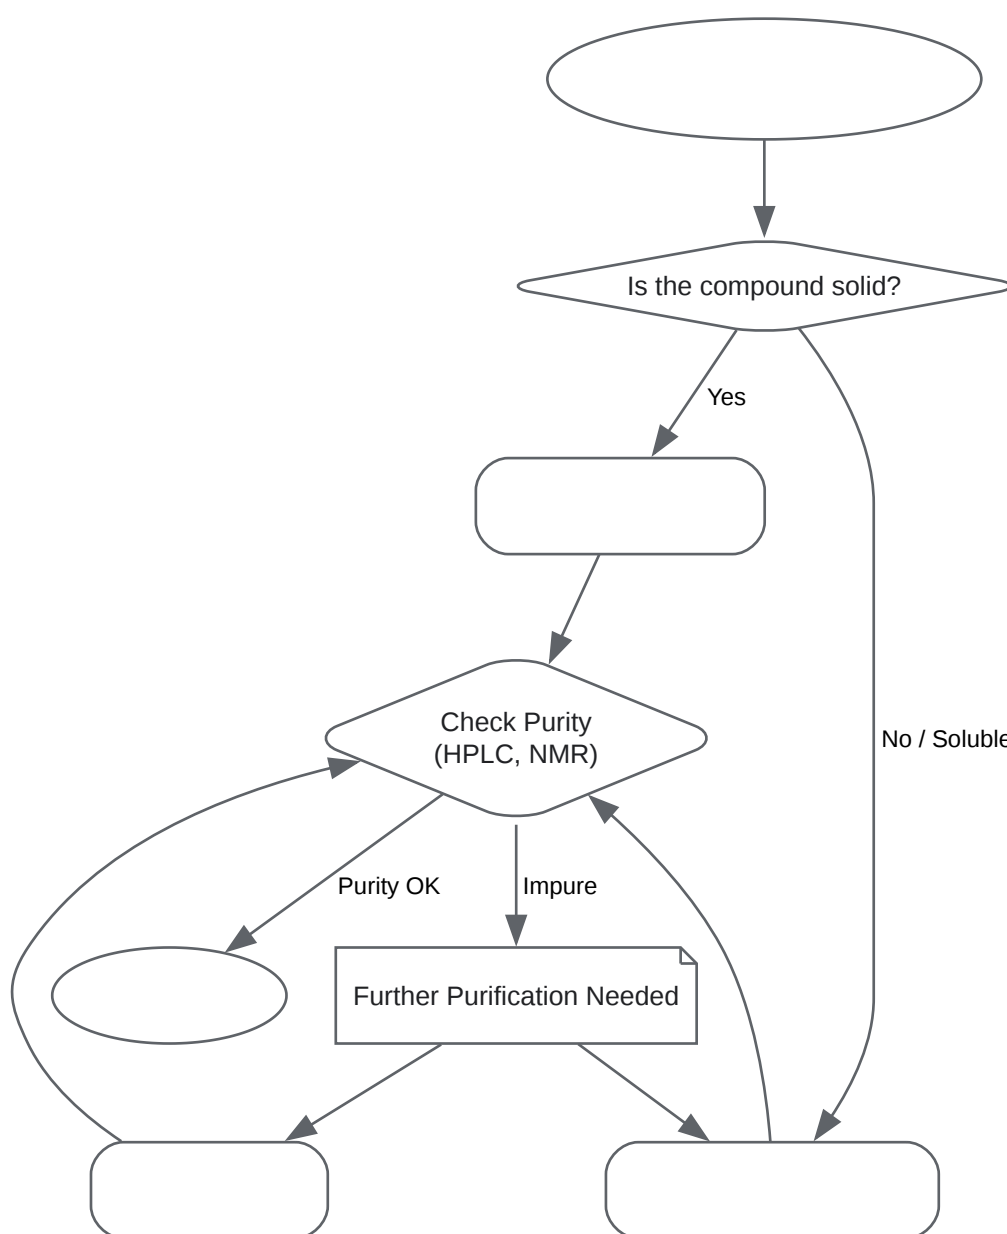 Is the compound solid?
Yes
Check Purity
(HPLC, NMR)
No / Soluble
Purity OK
Impure
Further Purification Needed